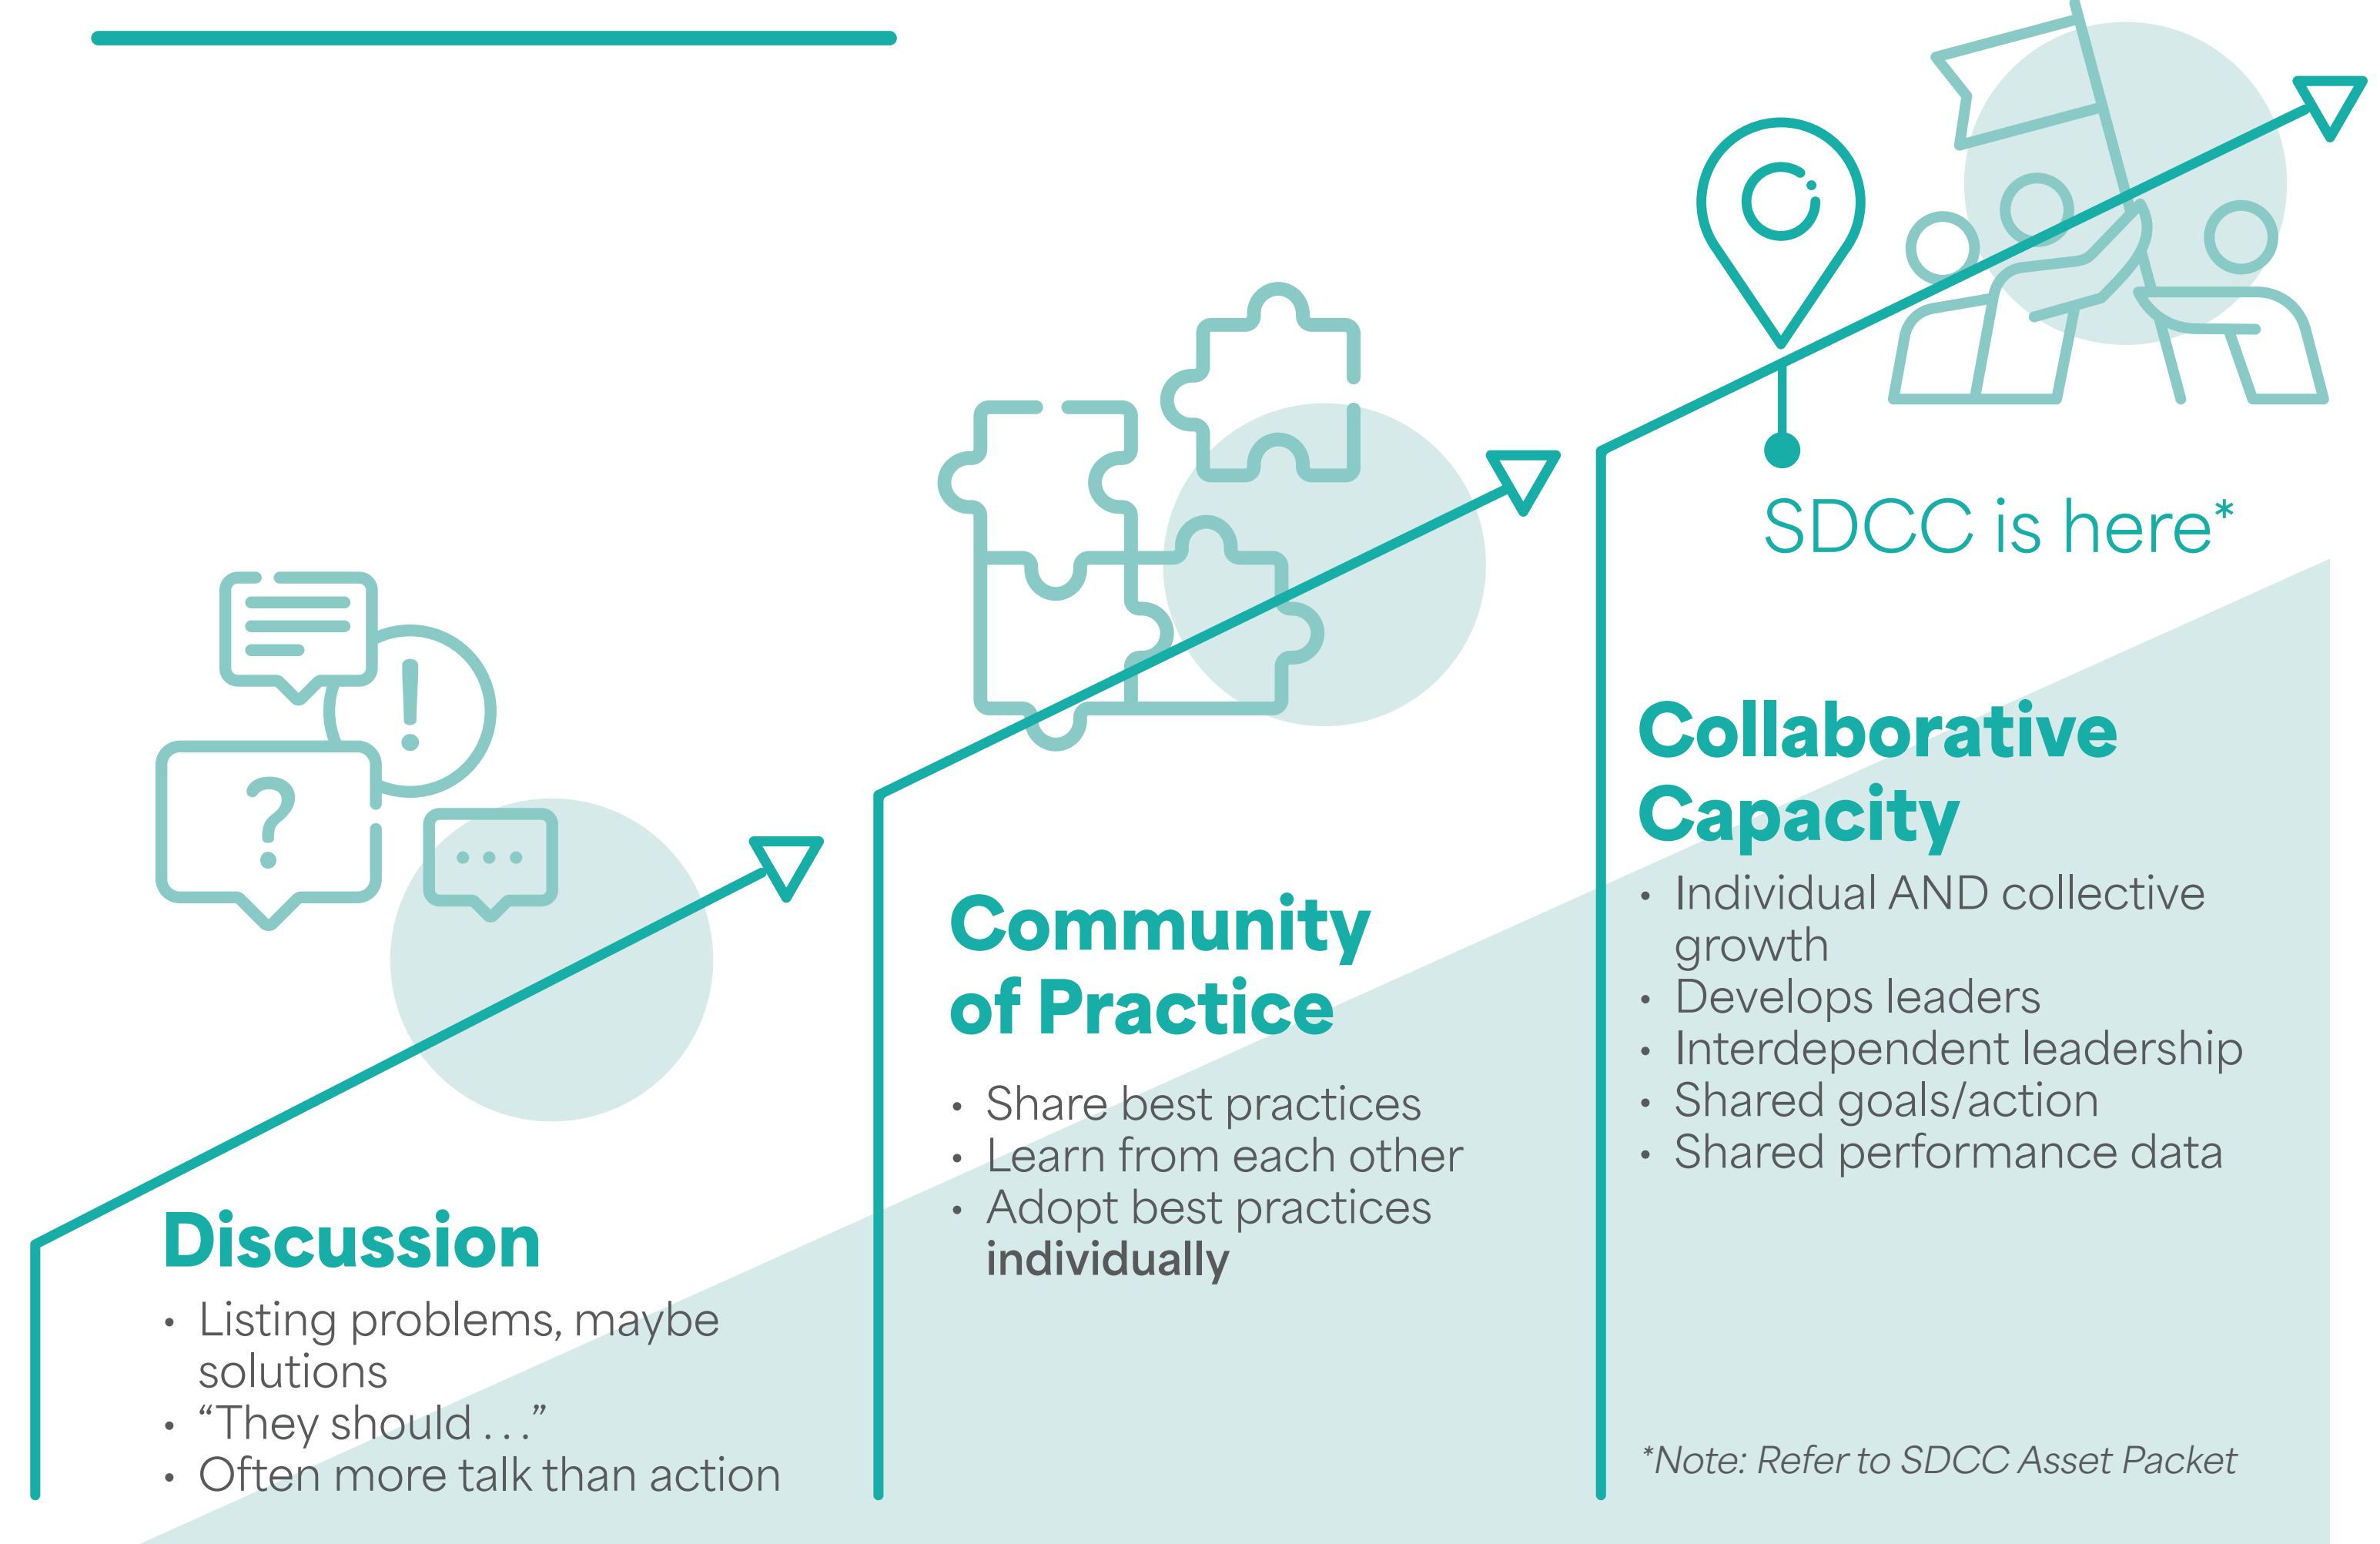 Discussion
• Listing problems, maybe
solutions
• “They should . . .”
• Often more talk than action
Community
of Practice
• Share best practices
• Learn from each other
• Adopt best practices
individually
SDCC is here*
Collaborative
Capacity
• Individual AND collective
growth
• Develops leaders
• Interdependent leadership
• Shared goals/action
• Shared performance data
*Note: Refer to SDCC Asset Packet
?
!